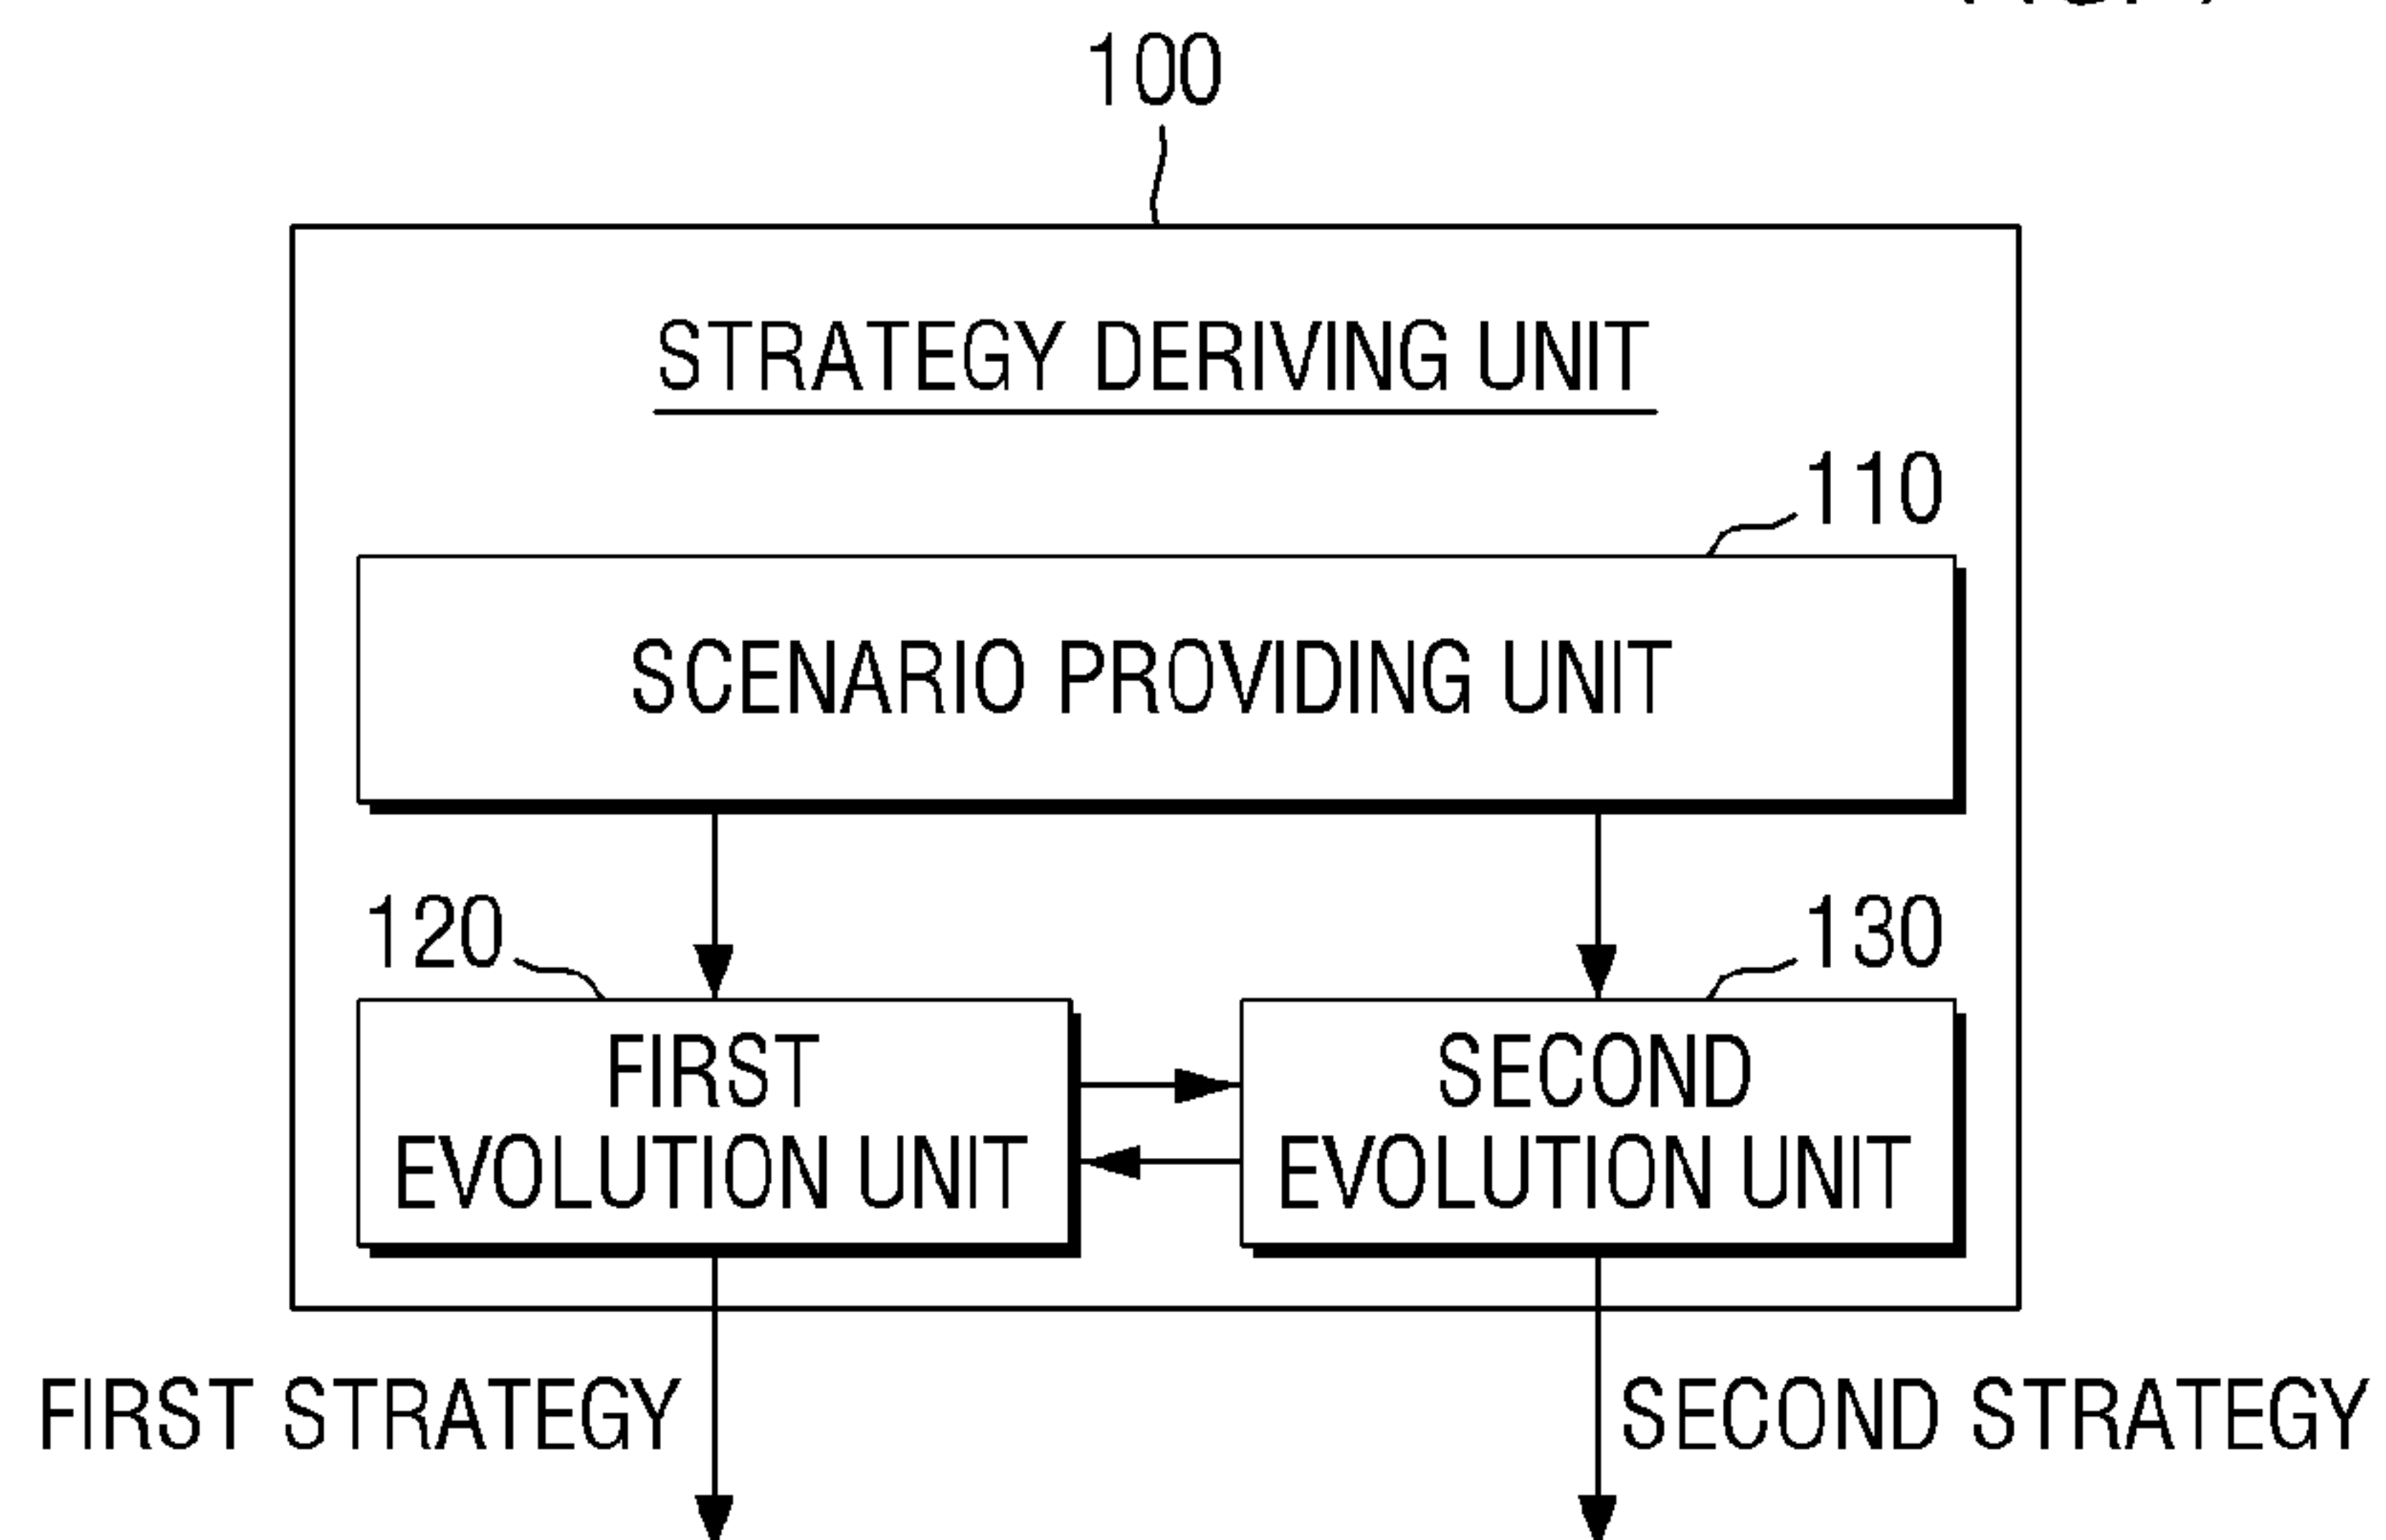 100
STRATEGY DERIVING UNIT
110
SCENARIO PROVIDING UNIT
120
130
FIRST
EVOLUTION UNIT
SECOND
EVOLUTION UNIT
FIRST STRATEGY
SECOND STRATEGY